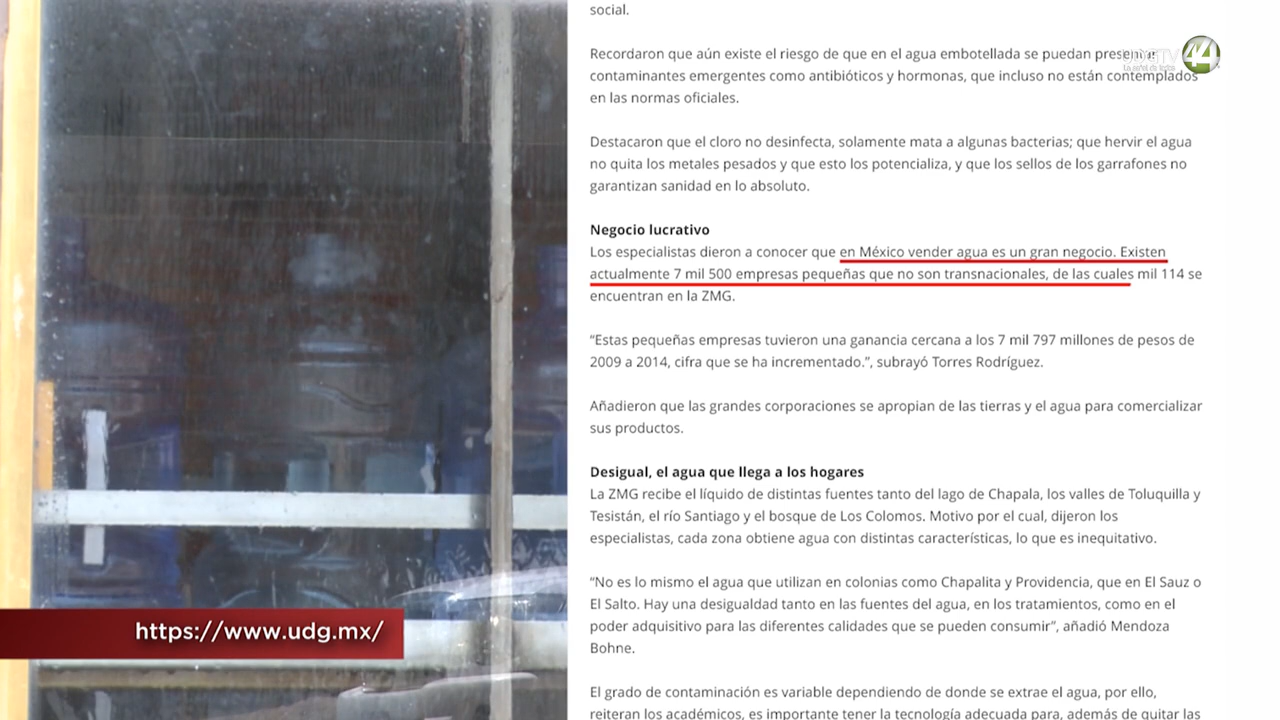 social.
Recordaron que aún existe el riesgo de que en el agua embotellada se puedan presentar
contaminantes emergentes como antibióticos y hormonas, que incluso no están contemplados
en las normas oficiales.
Destacaron que el cloro no desinfecta, solamente mata a algunas bacterias; que hervir el agua
no quita los metales pesados y que esto los potencializa, y que los sellos de los garrafones no
garantizan sanidad en lo absoluto.
Negocio lucrativo
Los especialistas dieron a conocer que en México vender agua es un gran negocio. Existen
actualmente 7 mil 500 empresas pequeñas que no son transnacionales, de las cuales mil 114 se
encuentran en la ZMG.
“Estas pequeñas empresas tuvieron una ganancia cercana a los 7 mil 797 millones de pesos de
2009 a 2014, cifra que se ha incrementado.”, subrayó Torres Rodríguez.
Añadieron que las grandes corporaciones se apropian de las tierras y el agua para comercializar
sus productos.
Desigual, el agua que llega a los hogares
La ZMG recibe el líquido de distintas fuentes tanto del lago de Chapala, los valles de Toluquilla y
Tesistán, el río Santiago y el bosque de Los Colomos. Motivo por el cual, dijeron los
especialistas, cada zona obtiene agua con distintas características, lo que es inequitativo.
“No es lo mismo el agua que utilizan en colonias como Chapalita y Providencia, que en El Sauz o
El Salto. Hay una desigualdad tanto en las fuentes del agua, en los tratamientos, como en el
poder adquisitivo para las diferentes calidades que se pueden consumir”, añadió Mendoza
Bohne.
El grado de contaminación es variable dependiendo de donde se extrae el agua, por ello,
reiteran los académicos, es importante tener la tecnología adecuada para, además de quitar las
44
https://www.udg.mx/